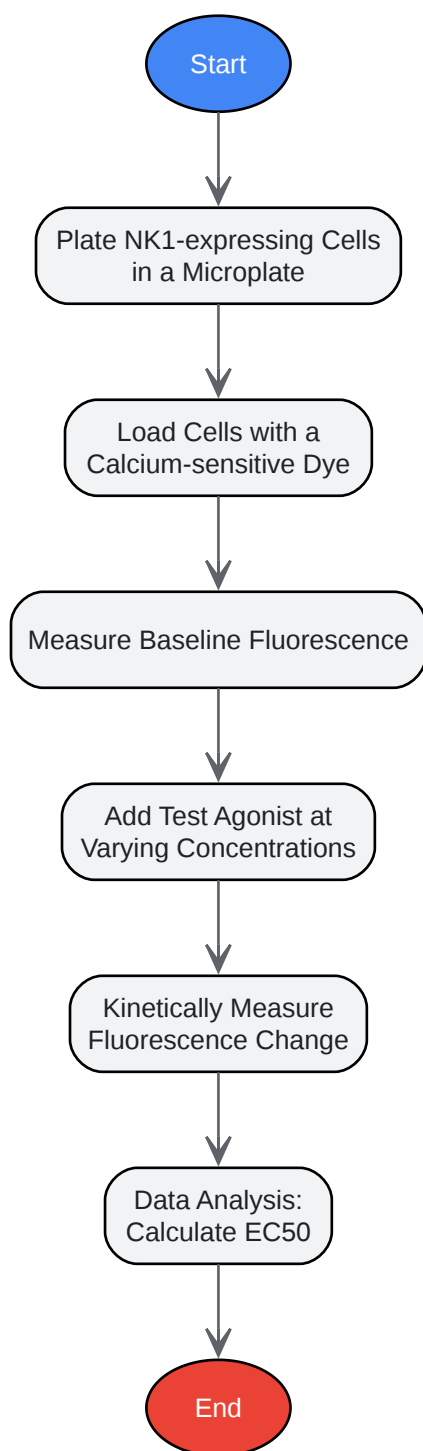 Start
Plate NK1-expressing Cells
in a Microplate
Load Cells with a
Calcium-sensitive Dye
Measure Baseline Fluorescence
Add Test Agonist at
Varying Concentrations
Kinetically Measure
Fluorescence Change
Data Analysis:
Calculate EC50
End